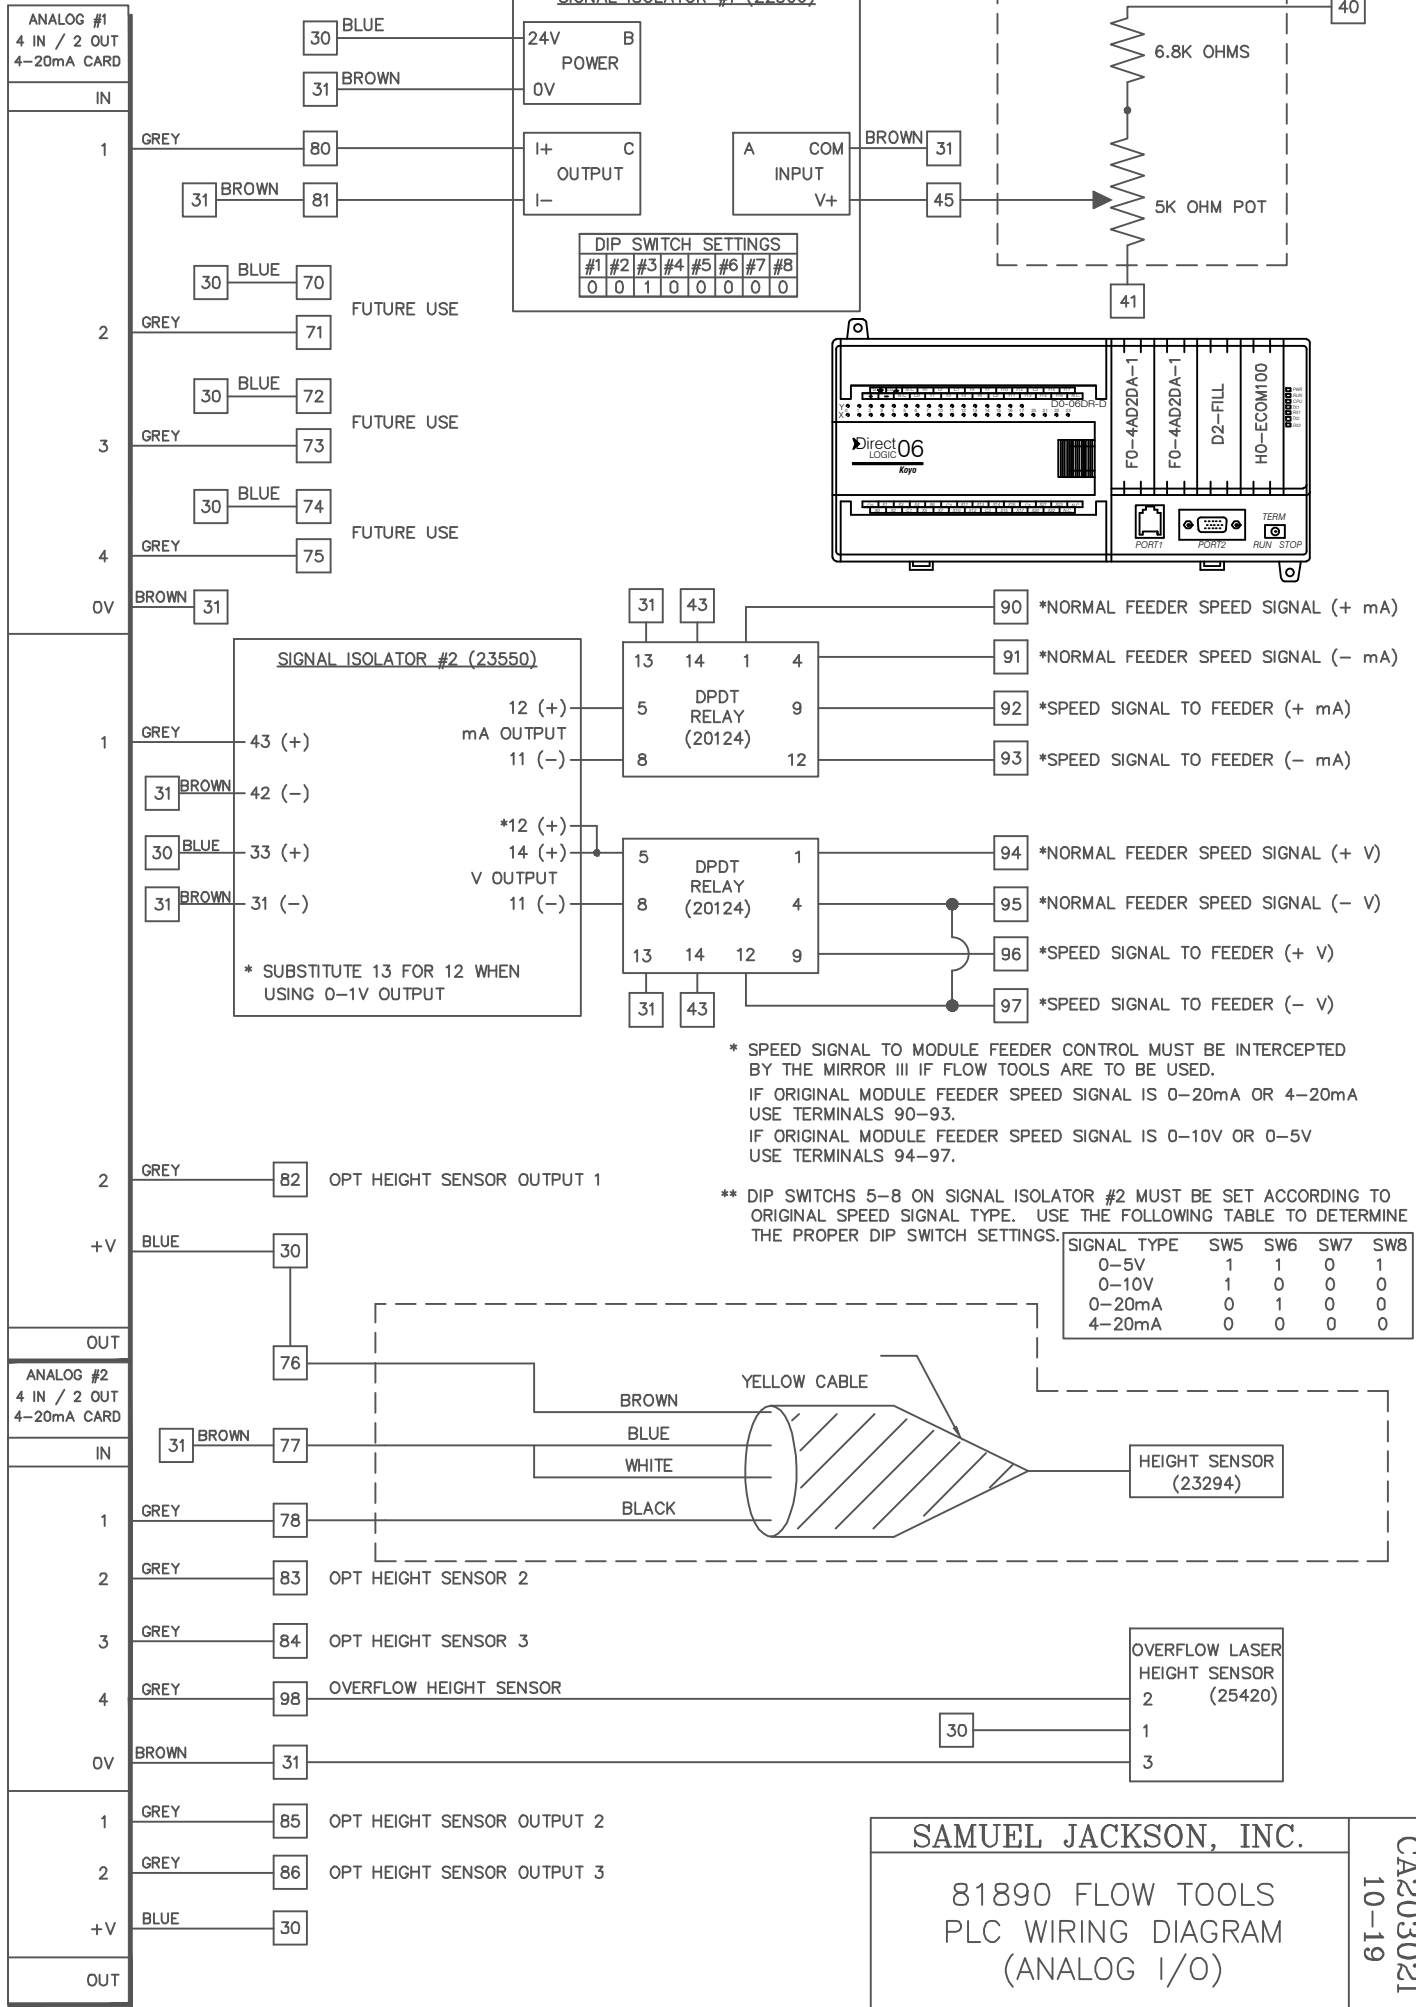 ANALOG #1
4 IN / 2 OUT
4-20mA CARD
IN
1
GREY
80
31
BROWN
81
30
BLUE
31
BROWN
24V B
POWER
0V
I+ C
OUTPUT
I-
A COM
INPUT
V+
BROWN
31
45
40
6.8K OHMS
5K OHM POT
41
DIP SWITCH SETTINGS
#1 #2 #3 #4 #5 #6 #7 #8
0 0 1 0 0 0 0 0
30
BLUE
70
FUTURE USE
2
GREY
71
30
BLUE
72
FUTURE USE
3
GREY
73
30
BLUE
74
FUTURE USE
4
GREY
75
0V
BROWN
31
D0-06DR-D
Direct
LOGIC 06
Koyo
F0-4AD2DA-1
F0-4AD2DA-1
D2-FILL
H0-ECOM100
PORT1
PORT2
TERM
RUN STOP
SIGNAL ISOLATOR #2 (23550)
12 (+)
mA OUTPUT
11 (-)
1
GREY
43 (+)
31
BROWN
42 (-)
30
BLUE
33 (+)
31
BROWN
31 (-)
*12 (+)
14 (+)
V OUTPUT
11 (-)
* SUBSTITUTE 13 FOR 12 WHEN
USING 0-1V OUTPUT
31 43
13 14 1 4
5 DPDT 9
RELAY
(20124)
8 12
90 *NORMAL FEEDER SPEED SIGNAL (+ mA)
91 *NORMAL FEEDER SPEED SIGNAL (- mA)
92 *SPEED SIGNAL TO FEEDER (+ mA)
93 *SPEED SIGNAL TO FEEDER (- mA)
5 DPDT 1
RELAY
8 (20124) 4
13 14 12 9
31 43
94 *NORMAL FEEDER SPEED SIGNAL (+ V)
95 *NORMAL FEEDER SPEED SIGNAL (- V)
96 *SPEED SIGNAL TO FEEDER (+ V)
97 *SPEED SIGNAL TO FEEDER (- V)
* SPEED SIGNAL TO MODULE FEEDER CONTROL MUST BE INTERCEPTED
BY THE MIRROR III IF FLOW TOOLS ARE TO BE USED.
IF ORIGINAL MODULE FEEDER SPEED SIGNAL IS 0-20mA OR 4-20mA
USE TERMINALS 90-93.
IF ORIGINAL MODULE FEEDER SPEED SIGNAL IS 0-10V OR 0-5V
USE TERMINALS 94-97.
** DIP SWITCHS 5-8 ON SIGNAL ISOLATOR #2 MUST BE SET ACCORDING TO
ORIGINAL SPEED SIGNAL TYPE. USE THE FOLLOWING TABLE TO DETERMINE
THE PROPER DIP SWITCH SETTINGS.
SIGNAL TYPE SW5 SW6 SW7 SW8
0-5V 1 1 0 1
0-10V 1 0 0 0
0-20mA 0 1 0 0
4-20mA 0 0 0 0
2
GREY
82
OPT HEIGHT SENSOR OUTPUT 1
+V
BLUE
30
OUT
76
ANALOG #2
4 IN / 2 OUT
4-20mA CARD
IN
31
BROWN
77
1
GREY
78
BROWN
BLUE
WHITE
BLACK
YELLOW CABLE
HEIGHT SENSOR
(23294)
2
GREY
83
OPT HEIGHT SENSOR 2
3
GREY
84
OPT HEIGHT SENSOR 3
4
GREY
98
OVERFLOW HEIGHT SENSOR
OVERFLOW LASER
HEIGHT SENSOR
2 (25420)
30
1
3
0V
BROWN
31
1
GREY
85
OPT HEIGHT SENSOR OUTPUT 2
2
GREY
86
OPT HEIGHT SENSOR OUTPUT 3
+V
BLUE
30
OUT
SAMUEL JACKSON, INC.
81890 FLOW TOOLS
PLC WIRING DIAGRAM
(ANALOG I/O)
10-19